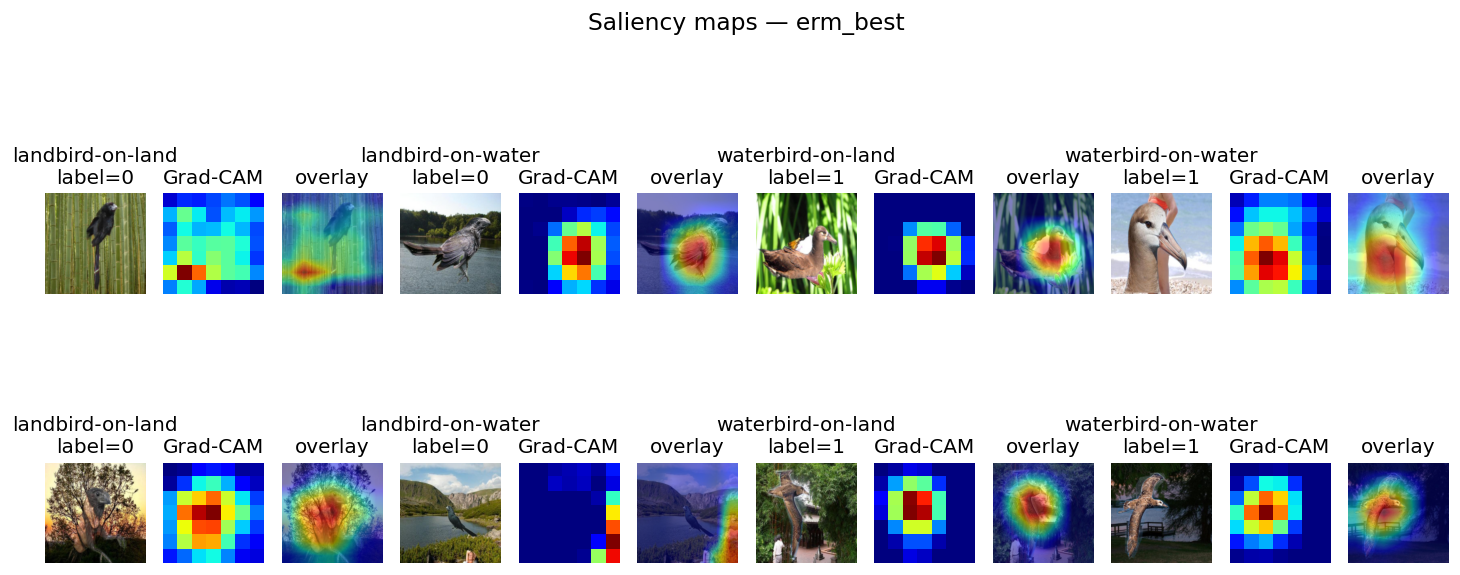 Saliency maps — erm_best
landbird-on-land
label=0
Grad-CAM
overlay
landbird-on-water
label=0
Grad-CAM
overlay
waterbird-on-land
label=1
Grad-CAM
overlay
waterbird-on-water
label=1
Grad-CAM
overlay
landbird-on-land
label=0
Grad-CAM
overlay
landbird-on-water
label=0
Grad-CAM
overlay
waterbird-on-land
label=1
Grad-CAM
overlay
waterbird-on-water
label=1
Grad-CAM
overlay